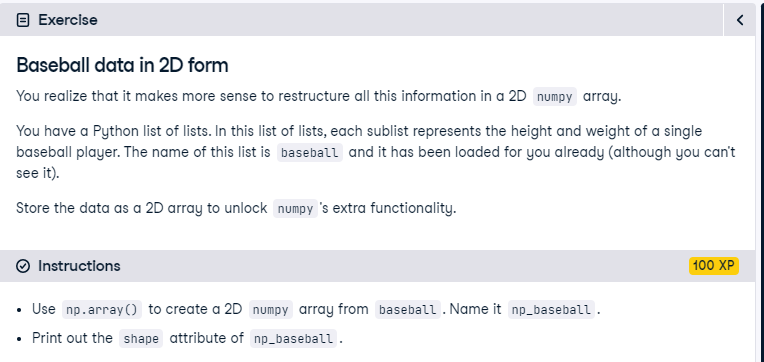 Exercise
Baseball data in 2D form
You realize that it makes more sense to restructure all this information in a 2D numpy array.
You have a Python list of lists. In this list of lists, each sublist represents the height and weight of a single
baseball player. The name of this list is baseball and it has been loaded for you already (although you can't
see it).
Store the data as a 2D array to unlock numpy 's extra functionality.
Instructions
100 XP
• Use np.array() to create a 2D numpy array from baseball . Name it np_baseball .
• Print out the shape attribute of np_baseball .